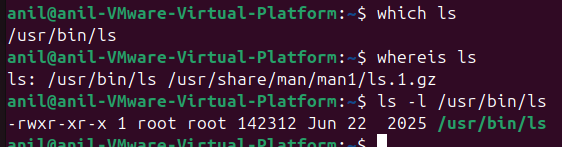 anil@anil-VMware-Virtual-Platform:~$ which ls
/usr/bin/ls
anil@anil-VMware-Virtual-Platform:~$ whereis ls
ls: /usr/bin/ls /usr/share/man/man1/ls.1.gz
anil@anil-VMware-Virtual-Platform:~$ ls -l /usr/bin/ls
-rwxr-xr-x 1 root root 142312 Jun 22  2025 /usr/bin/ls
anil@anil-VMware-Virtual-Platform:~$